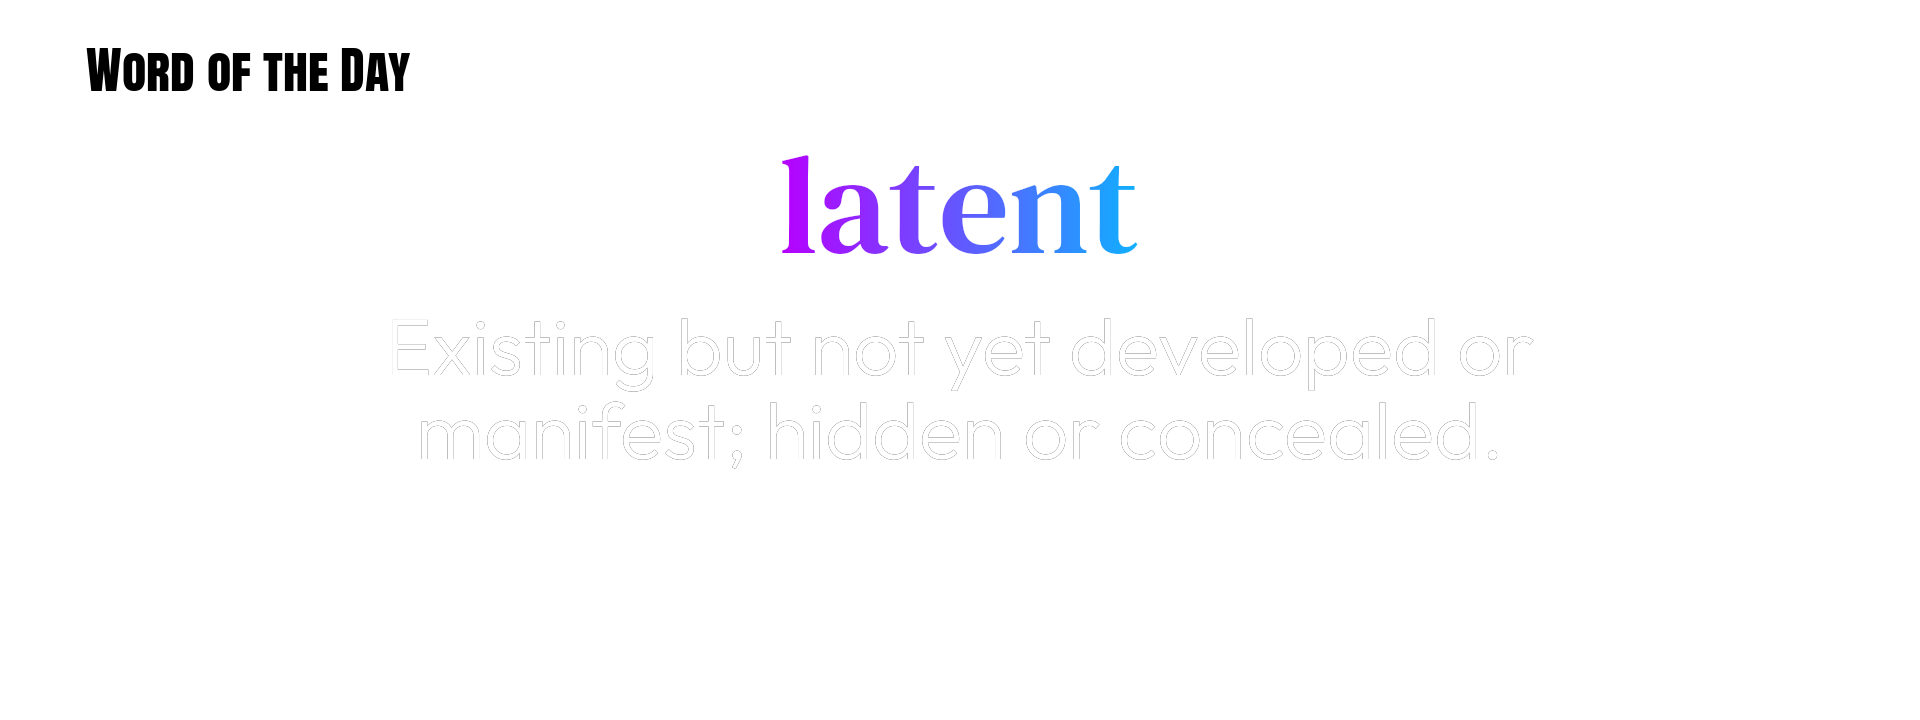 Word of the Day
latent
Existing but not yet developed or
manifest; hidden or concealed.